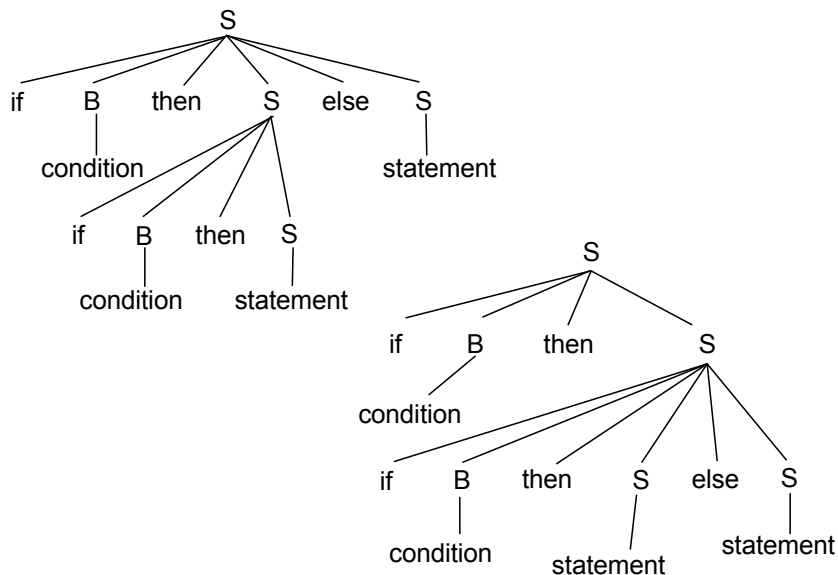 S
if B then S else S
condition statement
if B then S
condition statement
S
if B then S
condition
if B then S else S
condition statement statement